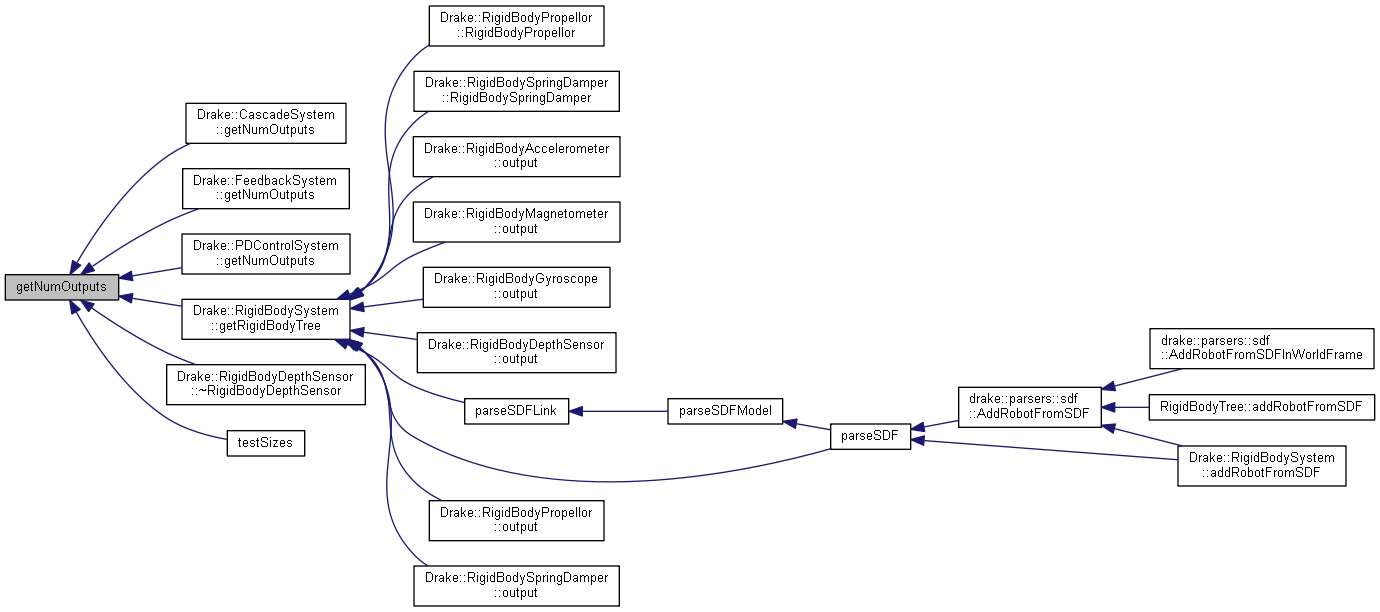 getNumOutputs
Drake::CascadeSystem
::getNumOutputs
Drake::FeedbackSystem
::getNumOutputs
Drake::PDControlSystem
::getNumOutputs
Drake::RigidBodySystem
::getRigidBodyTree
Drake::RigidBodyDepthSensor
::~RigidBodyDepthSensor
testSizes
Drake::RigidBodyPropellor
::RigidBodyPropellor
Drake::RigidBodySpringDamper
::RigidBodySpringDamper
Drake::RigidBodyAccelerometer
::output
Drake::RigidBodyMagnetometer
::output
Drake::RigidBodyGyroscope
::output
Drake::RigidBodyDepthSensor
::output
parseSDFLink
Drake::RigidBodyPropellor
::output
Drake::RigidBodySpringDamper
::output
parseSDFModel
parseSDF
drake::parsers::sdf
::AddRobotFromSDF
drake::parsers::sdf
::AddRobotFromSDFInWorldFrame
RigidBodyTree::addRobotFromSDF
Drake::RigidBodySystem
::addRobotFromSDF